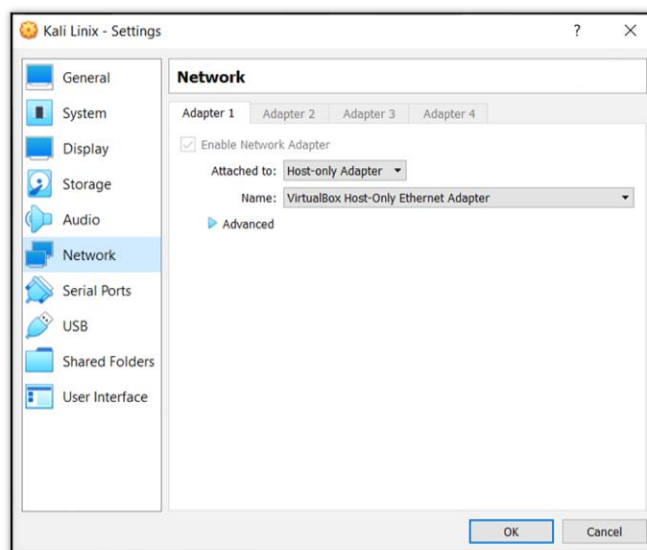 Kali Linix - Settings
? ×
General
System
Display
Storage
Audio
Network
Serial Ports
USB
Shared Folders
User Interface
Network
Adapter 1 Adapter 2 Adapter 3 Adapter 4
Enable Network Adapter
Attached to: Host-only Adapter
Name: VirtualBox Host-Only Ethernet Adapter
Advanced
OK Cancel